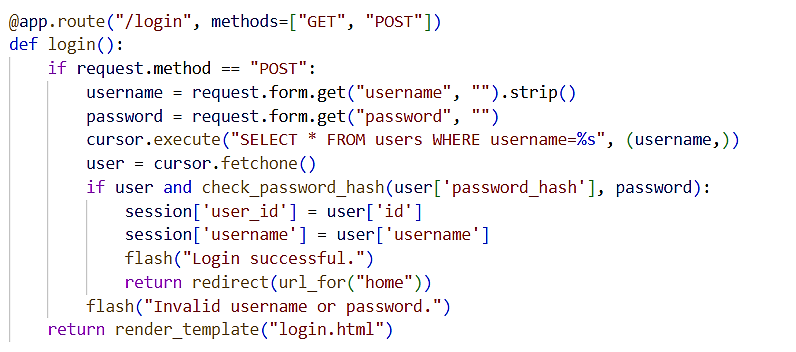 @app.route("/login", methods=["GET", "POST"])
def login():
    if request.method == "POST":
        username = request.form.get("username", "").strip()
        password = request.form.get("password", "")
        cursor.execute("SELECT * FROM users WHERE username=%s", (username,))
        user = cursor.fetchone()
        if user and check_password_hash(user['password_hash'], password):
            session['user_id'] = user['id']
            session['username'] = user['username']
            flash("Login successful.")
            return redirect(url_for("home"))
        flash("Invalid username or password.")
    return render_template("login.html")